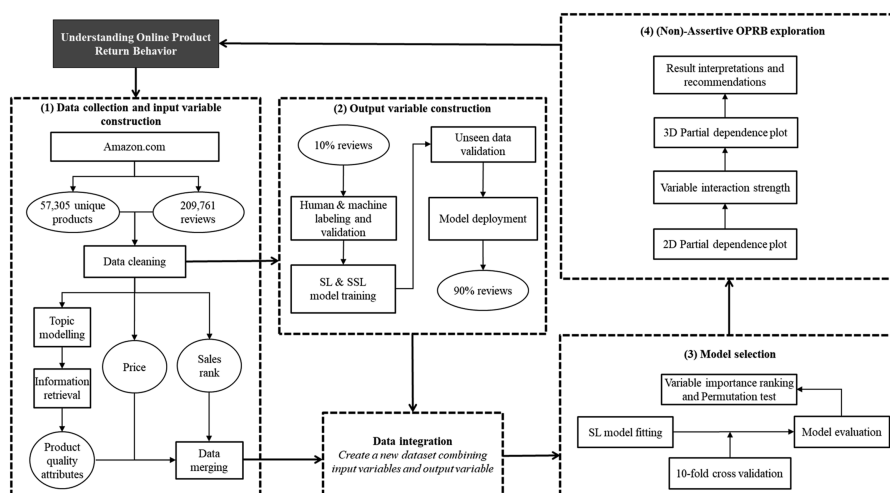 Understanding Online Product
Return Behavior
(1) Data collection and input variable
construction
Amazon.com
57,305 unique
products
209,761
reviews
Data cleaning
Topic
modelling
Information
retrieval
Product
quality
attributes
Price
Sales
rank
Data
merging
(2) Output variable construction
10% reviews
Human & machine
labeling and
validation
SL & SSL
model training
Unseen data
validation
Model deployment
90% reviews
Data integration
Create a new dataset combining
input variables and output variable
(3) Model selection
Variable importance ranking
and Permutation test
SL model fitting
Model evaluation
10-fold cross validation
(4) (Non)-Assertive OPRB exploration
Result interpretations and
recommendations
3D Partial dependence plot
Variable interaction strength
2D Partial dependence plot